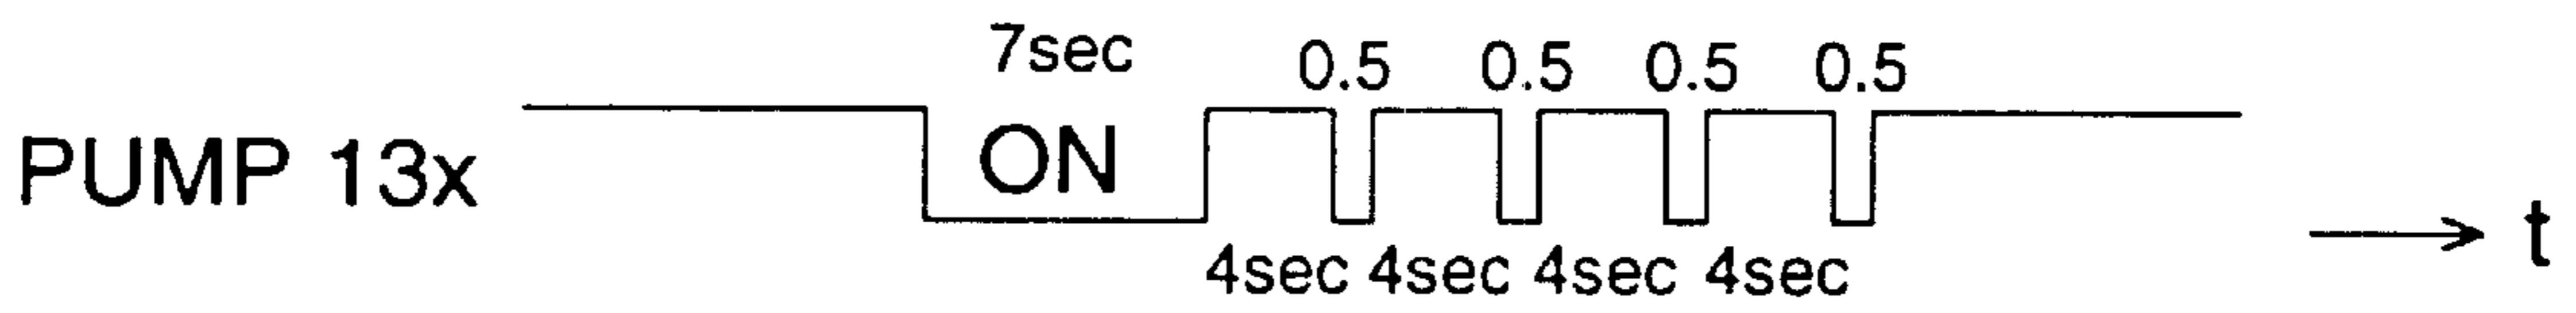 7sec 0.5 0.5 0.5 0.5
PUMP 13x ON
4sec 4sec 4sec 4sec t